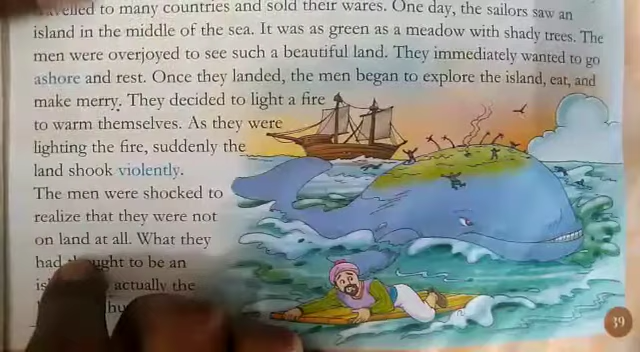 travelled to many countries and sold their wares. One day, the sailors saw an
island in the middle of the sea. It was as green as a meadow with shady trees. The
men were overjoyed to see such a beautiful land. They immediately wanted to go
ashore and rest. Once they landed, the men began to explore the island, eat, and
make merry. They decided to light a fire
to warm themselves. As they were
lighting the fire, suddenly the
land shook violently.
The men were shocked to
realize that they were not
on land at all. What they
had thought to be an
actually the
39